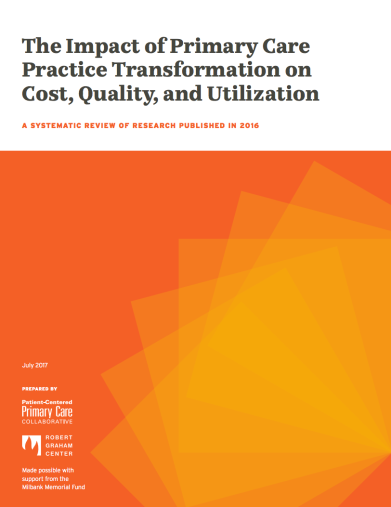 The Impact of Primary Care
Practice Transformation on
Cost, Quality, and Utilization
A SYSTEMATIC REVIEW OF RESEARCH PUBLISHED IN 2016
July 2017
PREPARED BY
Patient-Centered
Primary Care
COLLABORATIVE
ROBERT
GRAHAM
CENTER
Made possible with
support from the
Milbank Memorial Fund